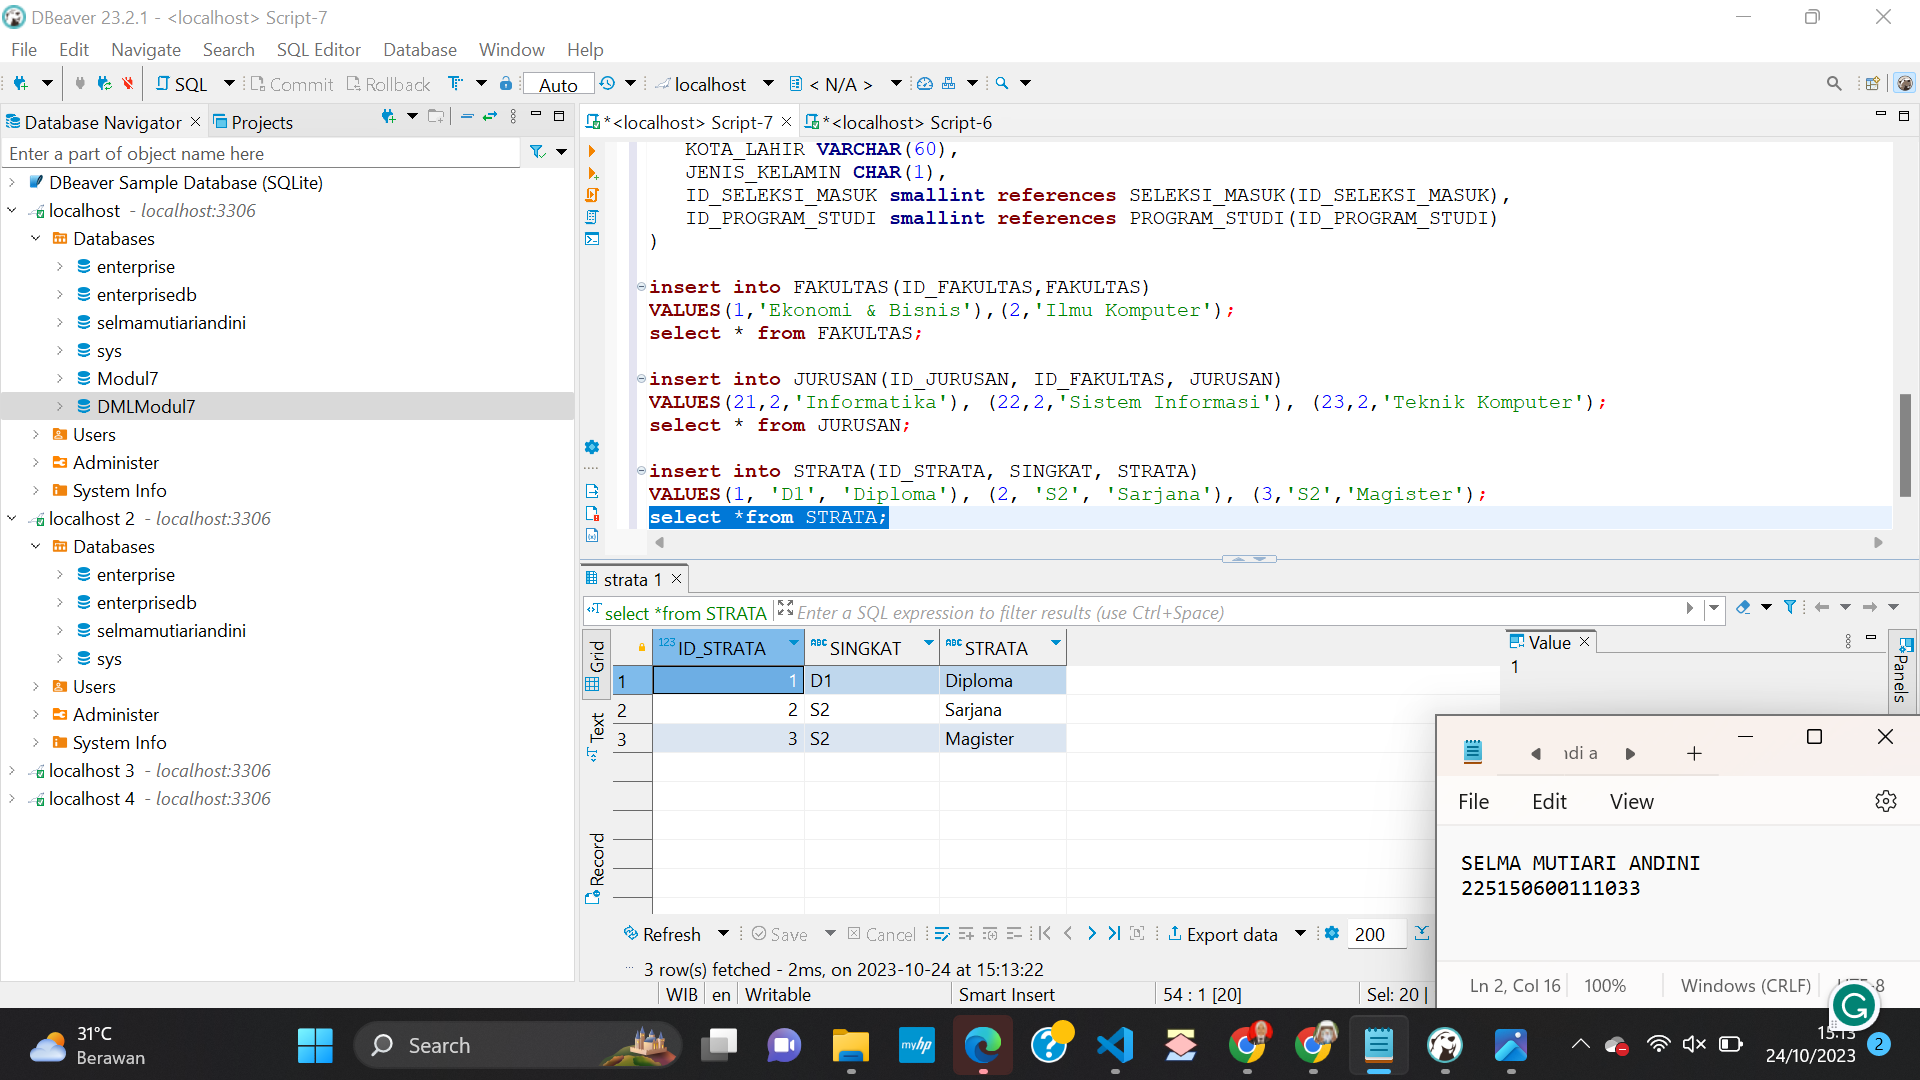 DBeaver 23.2.1 - <localhost> Script-7
File Edit Navigate Search SQL Editor Database Window Help
SQL Commit Rollback Auto localhost < N/A >
Database Navigator Projects
Enter a part of object name here
DBeaver Sample Database (SQLite)
localhost - localhost:3306
Databases
enterprise
enterprisedb
selmamutiariandini
sys
Modul7
DMLModul7
Users
Administer
System Info
localhost 2 - localhost:3306
Databases
enterprise
enterprisedb
selmamutiariandini
sys
Users
Administer
System Info
localhost 3 - localhost:3306
localhost 4 - localhost:3306
*<localhost> Script-7 *<localhost> Script-6
KOTA_LAHIR VARCHAR(60),
JENIS_KELAMIN CHAR(1),
ID_SELEKSI_MASUK smallint references SELEKSI_MASUK(ID_SELEKSI_MASUK),
ID_PROGRAM_STUDI smallint references PROGRAM_STUDI(ID_PROGRAM_STUDI)
)
insert into FAKULTAS(ID_FAKULTAS,FAKULTAS)
VALUES(1,'Ekonomi & Bisnis'),(2,'Ilmu Komputer');
select * from FAKULTAS;
insert into JURUSAN(ID_JURUSAN, ID_FAKULTAS, JURUSAN)
VALUES(21,2,'Informatika'), (22,2,'Sistem Informasi'), (23,2,'Teknik Komputer');
select * from JURUSAN;
insert into STRATA(ID_STRATA, SINGKAT, STRATA)
VALUES(1, 'D1', 'Diploma'), (2, 'S2', 'Sarjana'), (3,'S2','Magister');
select *from STRATA;
strata 1
select *from STRATA Enter a SQL expression to filter results (use Ctrl+Space)
Grid
Text
Record
123 ID_STRATA ABC SINGKAT ABC STRATA
1 1 D1 Diploma
2 2 S2 Sarjana
3 3 S2 Magister
Value
1
Panels
Refresh Save Cancel Export data 200
3 row(s) fetched - 2ms, on 2023-10-24 at 15:13:22
WIB en Writable Smart Insert 54 : 1 [20] Sel: 20 |
ndi a
File Edit View
SELMA MUTIARI ANDINI
225150600111033
Ln 2, Col 16 100% Windows (CRLF) UTF-8
31°C
Berawan
Search
myhp
15:13
24/10/2023
2